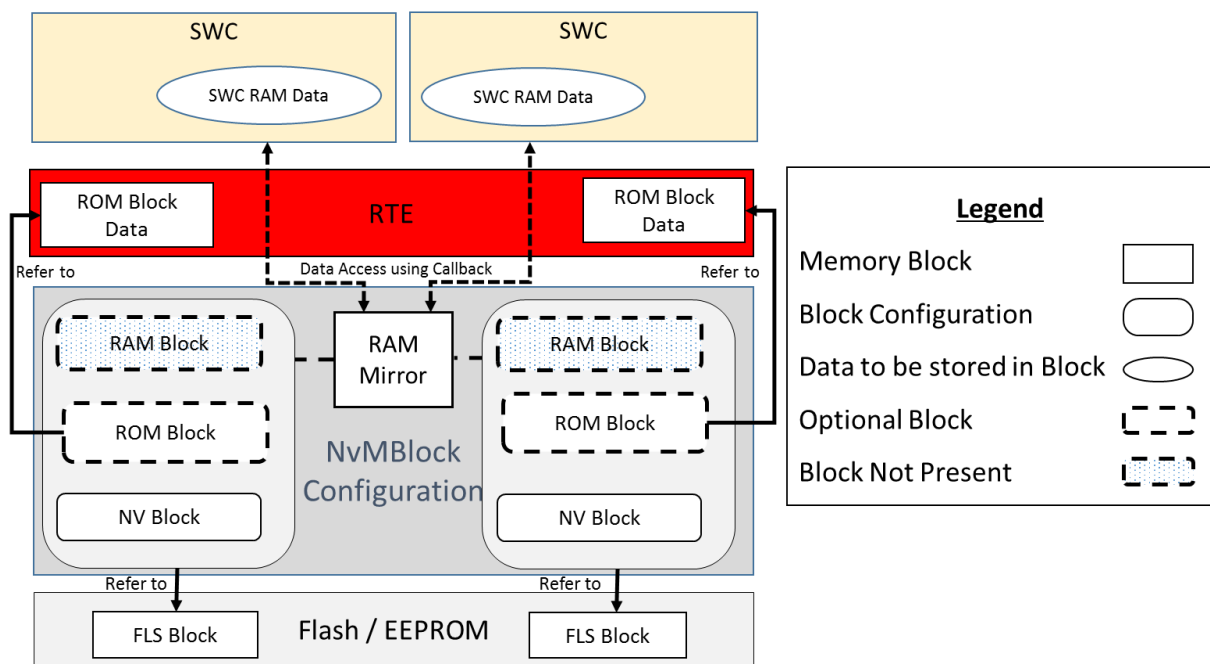 SWC
SWC
SWC RAM Data
SWC RAM Data
ROM Block
Data
RTE
ROM Block
Data
Refer to
Data Access using Callback
Refer to
RAM Block
RAM
Mirror
RAM Block
ROM Block
ROM Block
NvMBlock
Configuration
NV Block
NV Block
Refer to
Refer to
FLS Block
Flash / EEPROM
FLS Block
Legend
Memory Block
Block Configuration
Data to be stored in Block
Optional Block
Block Not Present